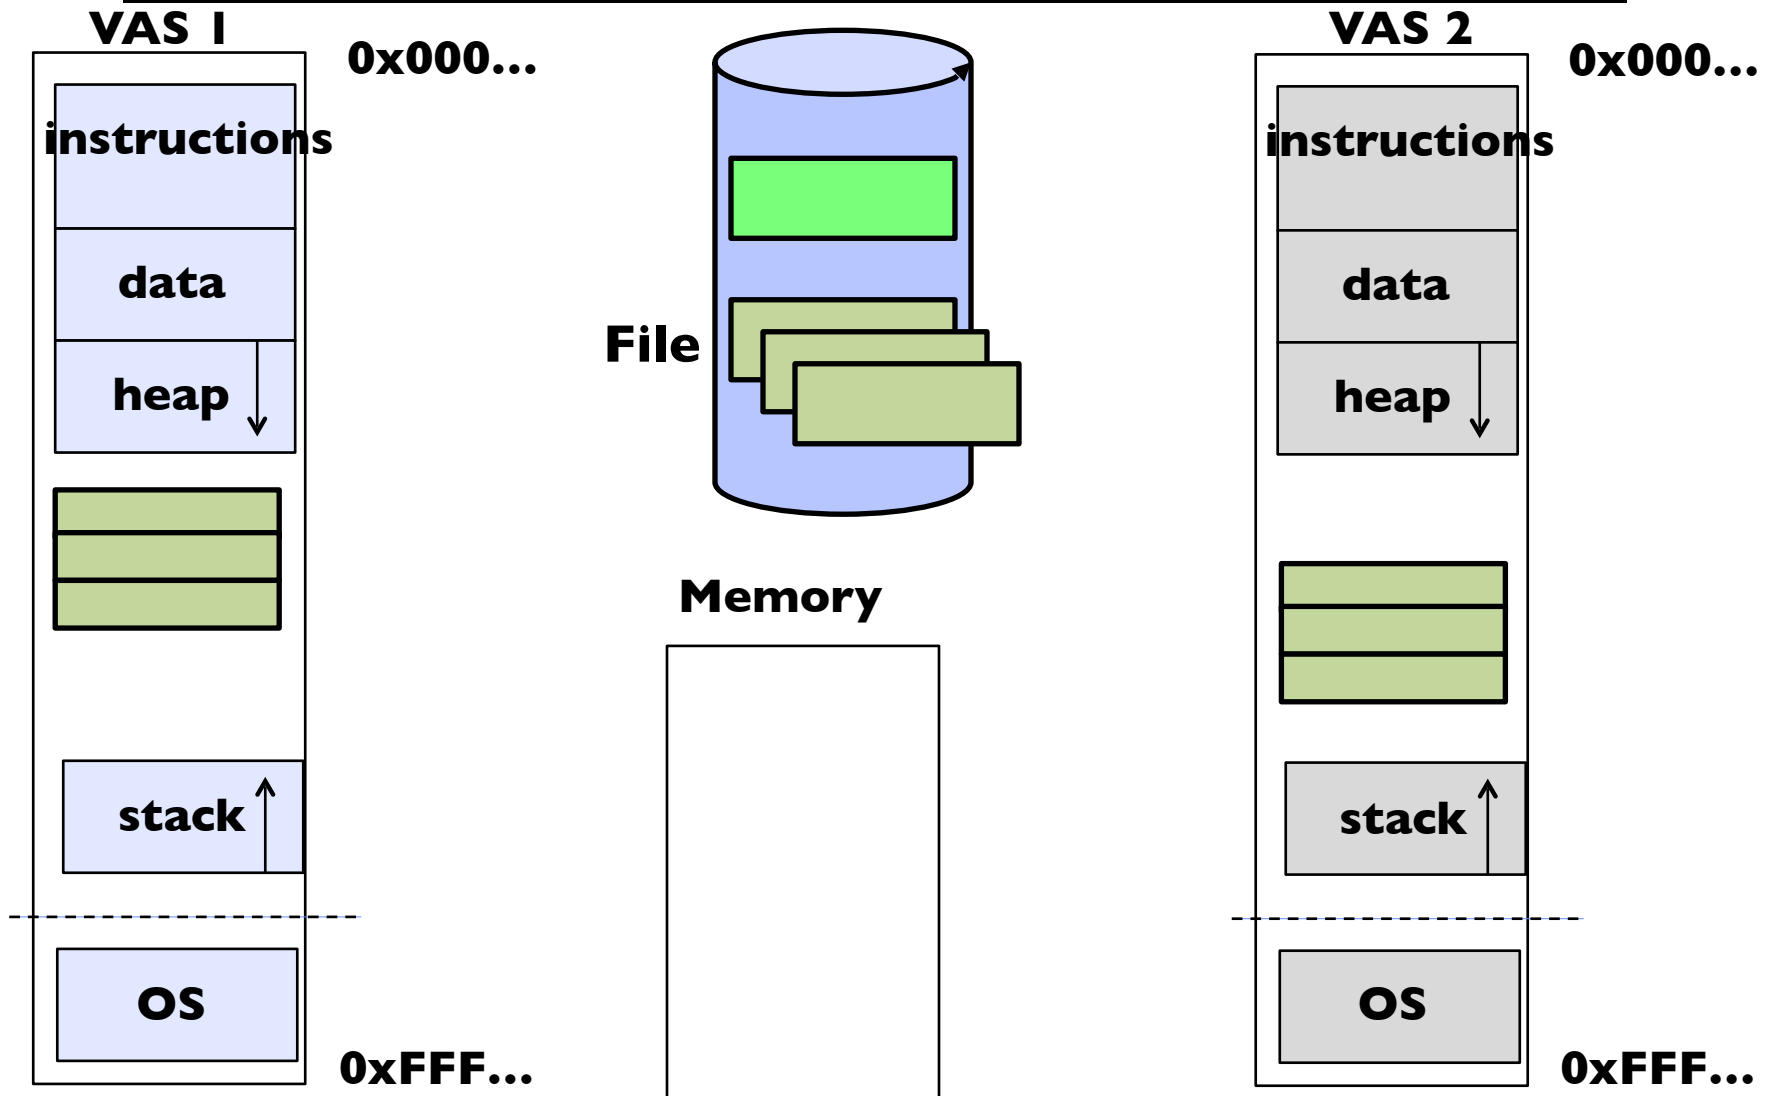 VAS 1
0x000…
instructions
data
heap
stack
OS
0xFFF…
File
Memory
VAS 2
0x000…
instructions
data
heap
stack
OS
0xFFF…